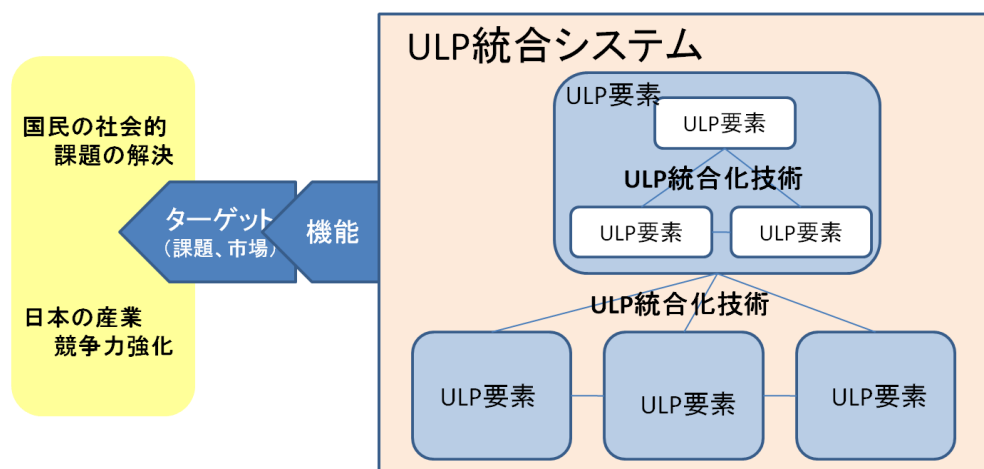 国民の社会的
課題の解決
日本の産業
競争力強化
ターゲット
(課題、市場)
機能
ULP統合システム
ULP要素
ULP要素
ULP統合化技術
ULP要素
ULP要素
ULP統合化技術
ULP要素
ULP要素
ULP要素